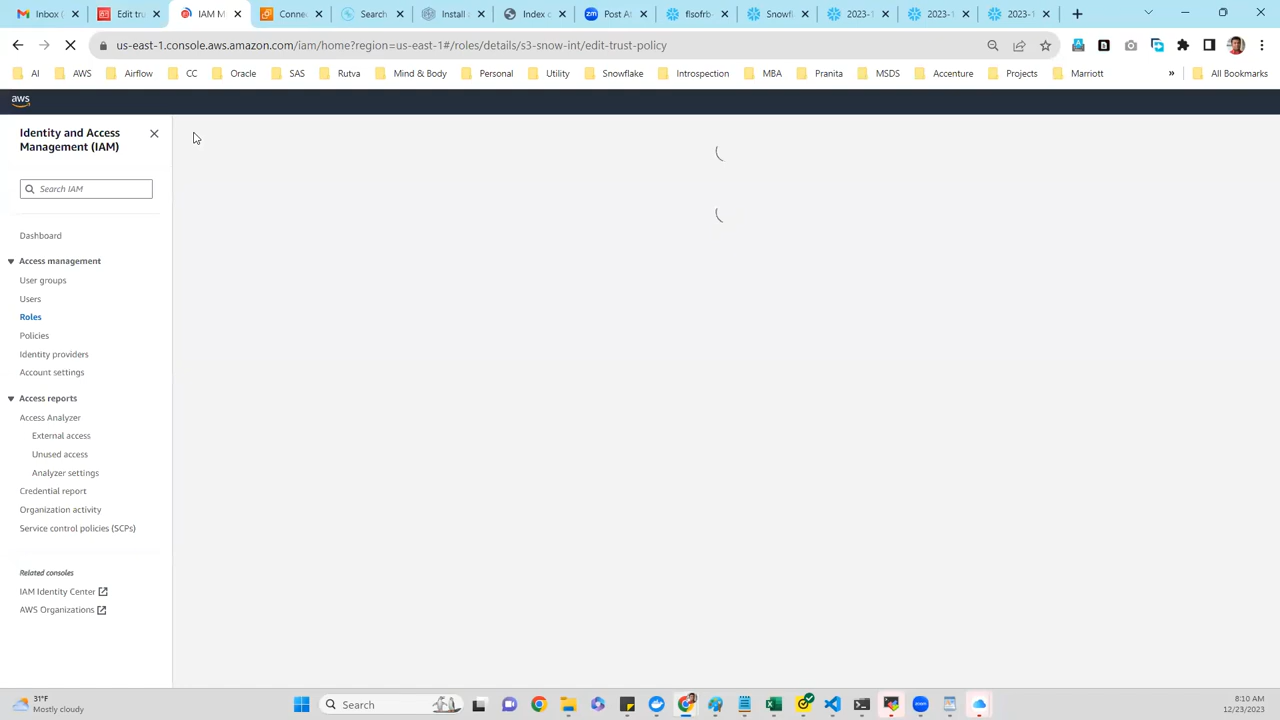 Inbox (
Edit tru
IAM M
Connec
Search
Install
Index o
Post At
flsofrb-
Snowfl
2023-1
2023-1
2023-1
us-east-1.console.aws.amazon.com/iam/home?region=us-east-1#/roles/details/s3-snow-int/edit-trust-policy
AI
AWS
Airflow
CC
Oracle
SAS
Rutva
Mind & Body
Personal
Utility
Snowflake
Introspection
MBA
Pranita
MSDS
Accenture
Projects
Marriott
»
All Bookmarks
aws
Identity and Access
Management (IAM)
Search IAM
Dashboard
Access management
User groups
Users
Roles
Policies
Identity providers
Account settings
Access reports
Access Analyzer
External access
Unused access
Analyzer settings
Credential report
Organization activity
Service control policies (SCPs)
Related consoles
IAM Identity Center
AWS Organizations
31°F
Mostly cloudy
Search
8:10 AM
12/23/2023